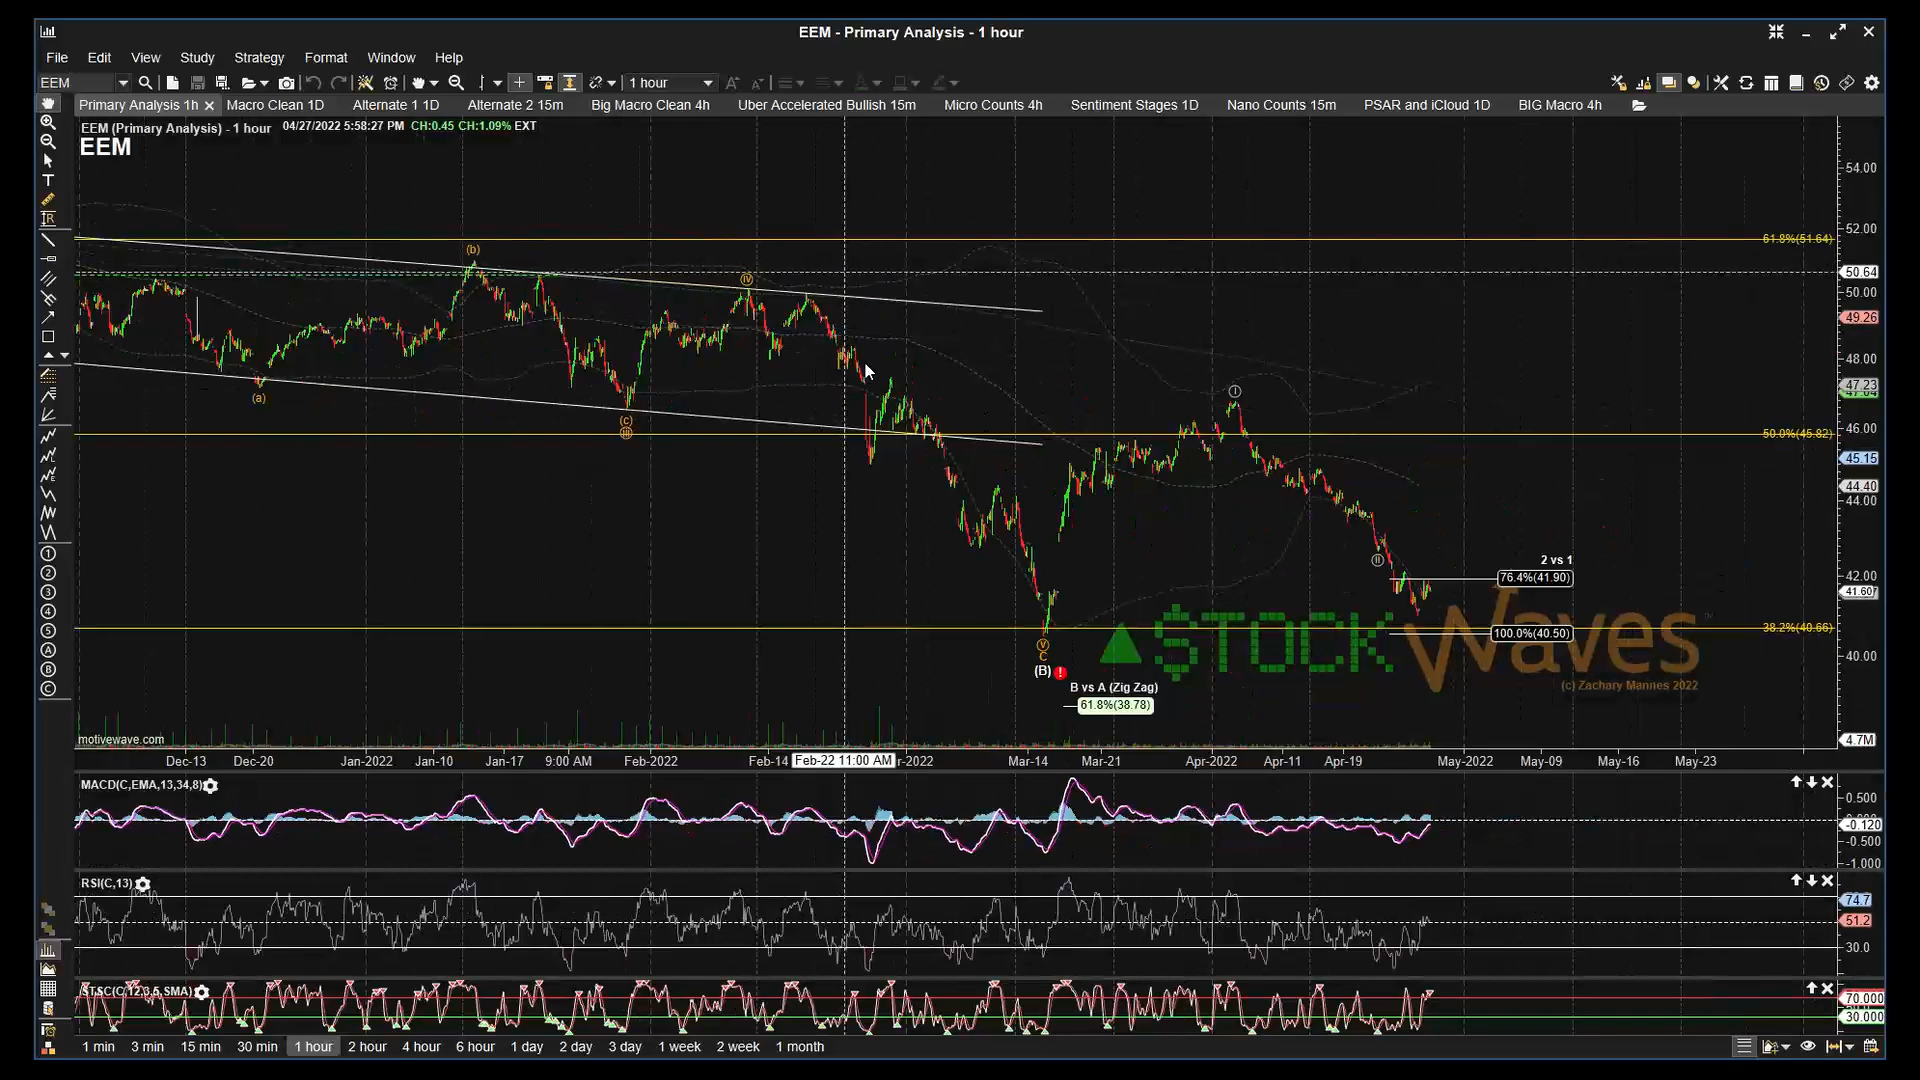 EEM - Primary Analysis - 1 hour
File Edit View Study Strategy Format Window Help
EEM 1 hour
Primary Analysis 1h Macro Clean 1D Alternate 1 1D Alternate 2 15m Big Macro Clean 4h Uber Accelerated Bullish 15m Micro Counts 4h Sentiment Stages 1D Nano Counts 15m PSAR and iCloud 1D BIG Macro 4h
EEM (Primary Analysis) - 1 hour 04/27/2022 5:58:27 PM CH:0.45 CH:1.09% EXT
EEM
54.00
52.00
61.8%(51.64)
(b)
50.64
(iv)
50.00
49.26
48.00
47.23
(i)
(a)
(c)
(iii)
46.00
50.0%(45.82)
45.15
44.40
44.00
(ii)
2 vs 1
76.4%(41.90)
42.00
41.607
$TOCK Waves
38.2%(40.66)
100.0%(40.50)
(v)
C
(B) !
40.00
(c) Zachary Mannes 2022
B vs A (Zig Zag)
61.8%(38.78)
motivewave.com
4.7M
Dec-13 Dec-20 Jan-2022 Jan-10 Jan-17 9:00 AM Feb-2022 Feb-14 Feb-22 11:00 AM r-2022 Mar-14 Mar-21 Apr-2022 Apr-11 Apr-19 May-2022 May-09 May-16 May-23
MACD(C,EMA,13,34,8)
0.500
-0.120
-0.500
-1.000
RSI(C,13)
74.7
51.2
30.0
STSC(C,12,3,5,SMA)
70.000
30.000
1 min 3 min 15 min 30 min 1 hour 2 hour 4 hour 6 hour 1 day 2 day 3 day 1 week 2 week 1 month